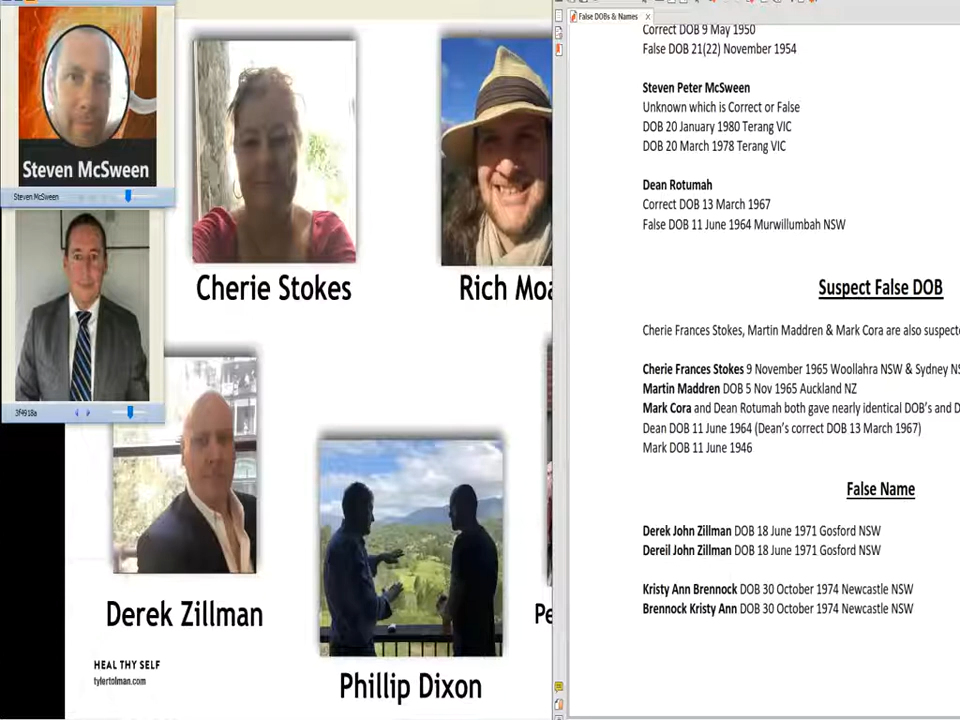 Steven McSween
Steven McSween
3f4918a
Cherie Stokes
Rich Moa
Derek Zillman
Phillip Dixon
Pe
HEAL THY SELF
tylertolman.com
False DOBs & Names
Correct DOB 9 May 1950
False DOB 21(22) November 1954
Steven Peter McSween
Unknown which is Correct or False
DOB 20 January 1980 Terang VIC
DOB 20 March 1978 Terang VIC
Dean Rotumah
Correct DOB 13 March 1967
False DOB 11 June 1964 Murwillumbah NSW
Suspect False DOB
Cherie Frances Stokes, Martin Maddren & Mark Cora are also suspect
Cherie Frances Stokes 9 November 1965 Woollahra NSW & Sydney NS
Martin Maddren DOB 5 Nov 1965 Auckland NZ
Mark Cora and Dean Rotumah both gave nearly identical DOB's and D
Dean DOB 11 June 1964 (Dean's correct DOB 13 March 1967)
Mark DOB 11 June 1946
False Name
Derek John Zillman DOB 18 June 1971 Gosford NSW
Dereil John Zillman DOB 18 June 1971 Gosford NSW
Kristy Ann Brennock DOB 30 October 1974 Newcastle NSW
Brennock Kristy Ann DOB 30 October 1974 Newcastle NSW